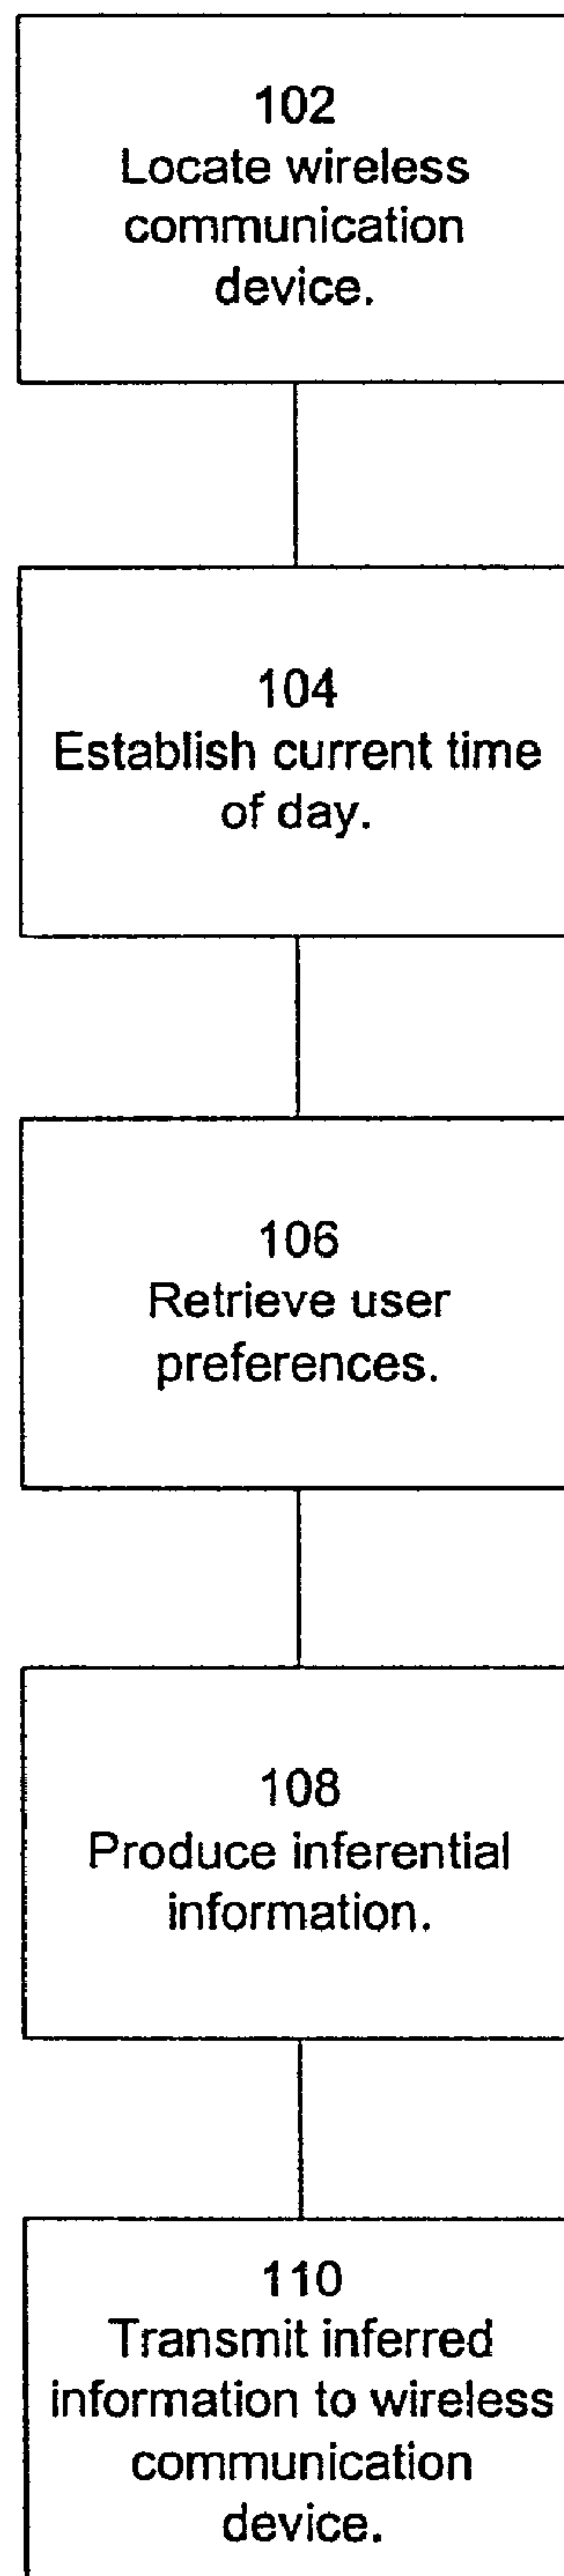 102
Locate wireless
communication
device.
104
Establish current time
of day.
106
Retrieve user
preferences.
108
Produce inferential
information.
110
Transmit inferred
information to wireless
communication
device.